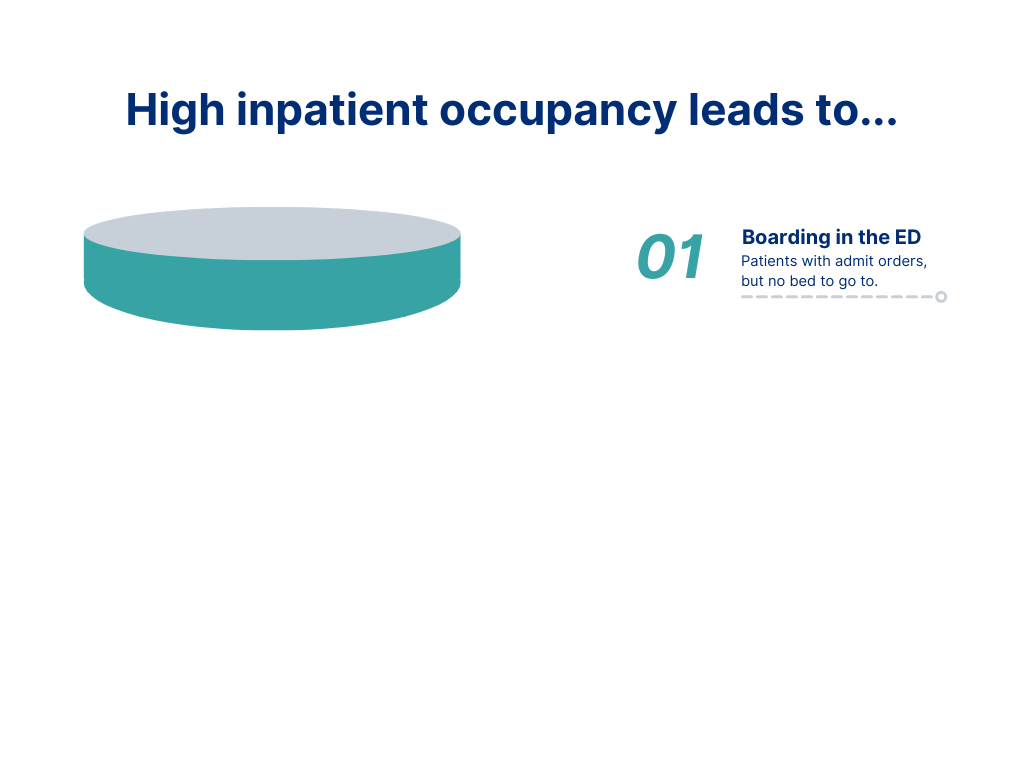 High inpatient occupancy leads to...
01
Boarding in the ED
Patients with admit orders,
but no bed to go to.